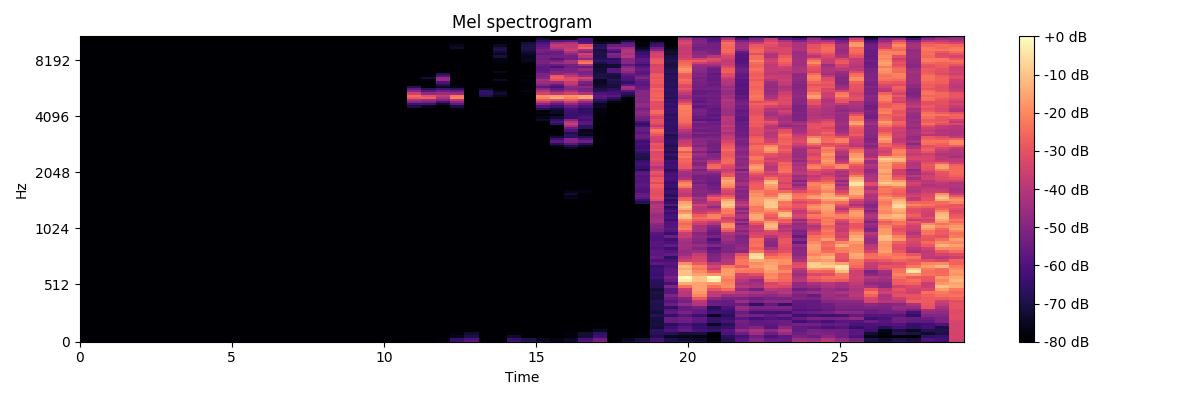 Mel spectrogram
Hz
8192
4096
2048
1024
512
0
0 5 10 15 20 25
Time
+0 dB
-10 dB
-20 dB
-30 dB
-40 dB
-50 dB
-60 dB
-70 dB
-80 dB